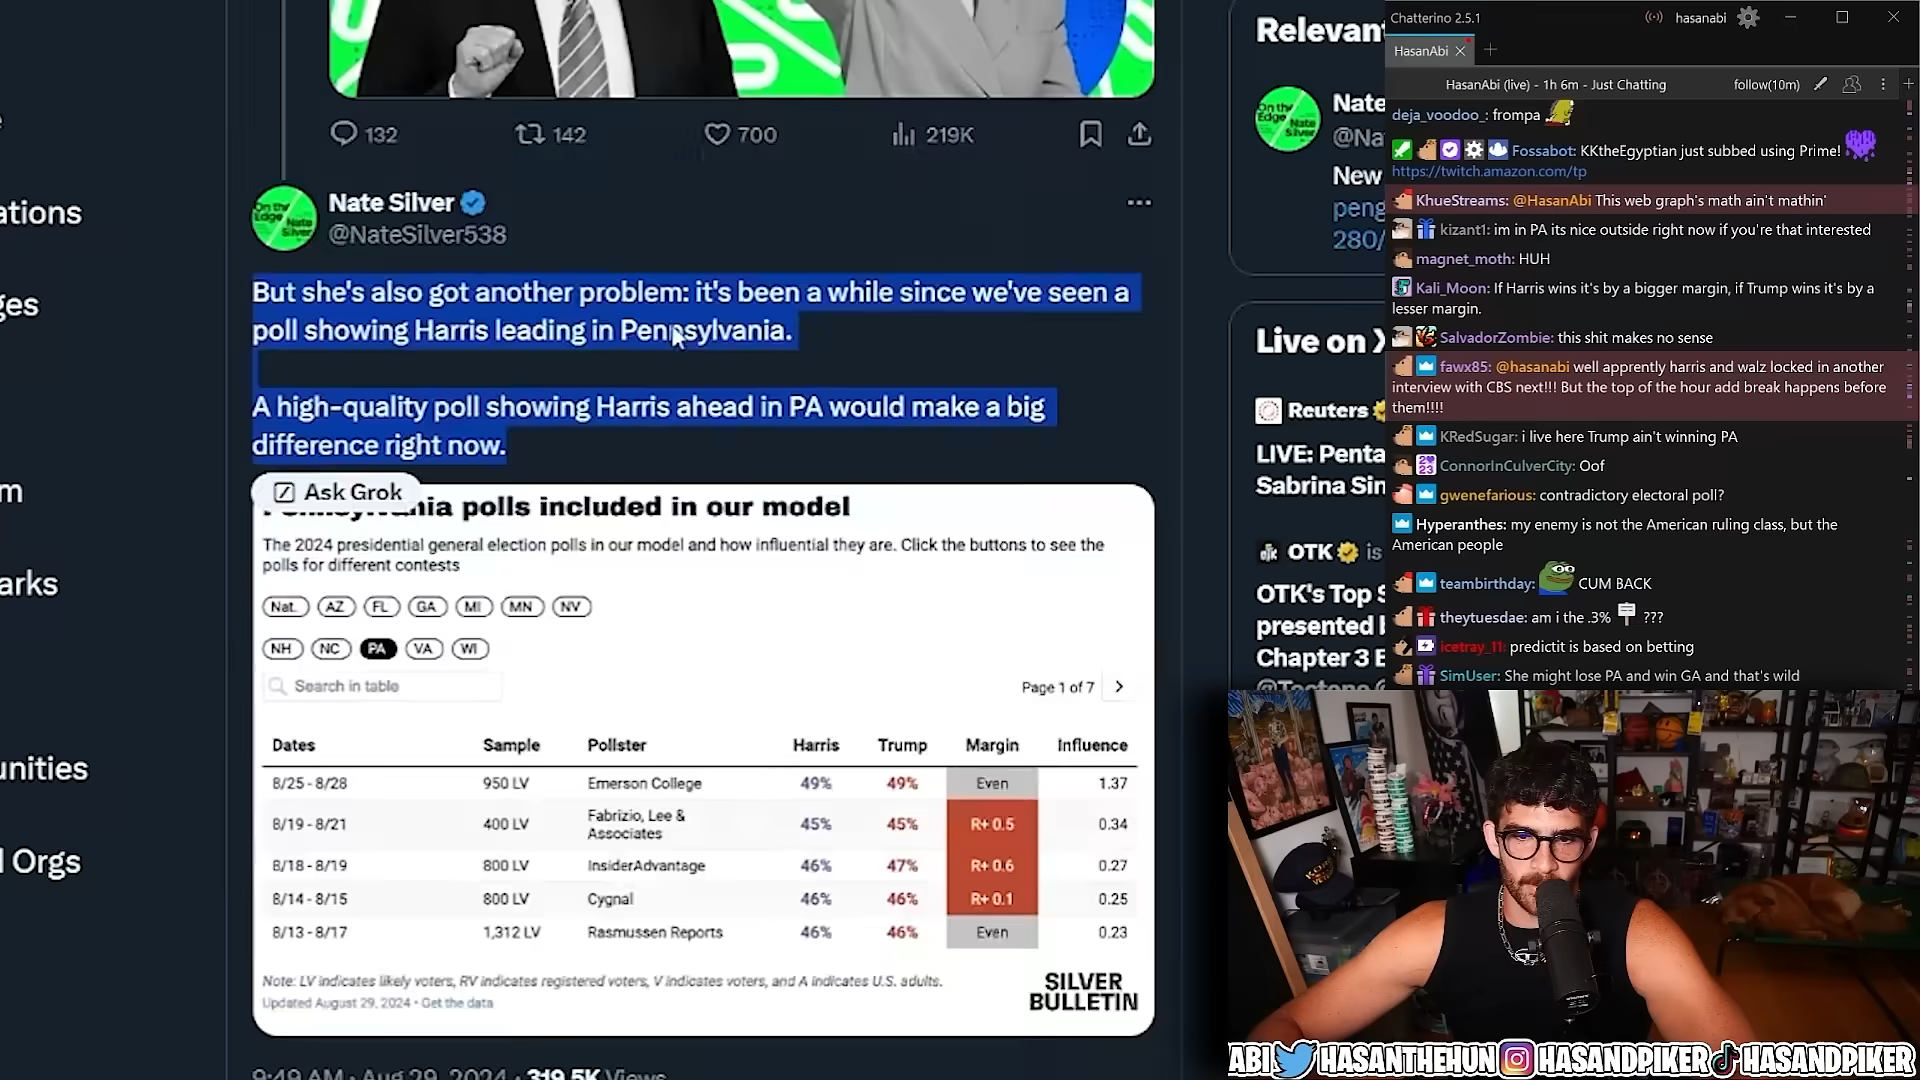 132
142
700
219K
Nate Silver
@NateSilver538
But she's also got another problem: it's been a while since we've seen a
poll showing Harris leading in Pennsylvania.
A high-quality poll showing Harris ahead in PA would make a big
difference right now.
Ask Grok
nia polls included in our model
The 2024 presidential general election polls in our model and how influential they are. Click the buttons to see the
polls for different contests
Nat. AZ FL GA MI MN NV
NH NC PA VA WI
Search in table
Page 1 of 7
Dates Sample Pollster Harris Trump Margin Influence
8/25 - 8/28 950 LV Emerson College 49% 49% Even 1.37
8/19 - 8/21 400 LV Fabrizio, Lee &
Associates 45% 45% R+ 0.5 0.34
8/18 - 8/19 800 LV InsiderAdvantage 46% 47% R+ 0.6 0.27
8/14 - 8/15 800 LV Cygnal 46% 46% R+ 0.1 0.25
8/13 - 8/17 1,312 LV Rasmussen Reports 46% 46% Even 0.23
Note: LV indicates likely voters, RV indicates registered voters, V indicates voters, and A indicates U.S. adults.
Updated August 29, 2024 • Get the data
SILVER
BULLETIN
9:49 AM · Aug 29, 2024 · 319.5K Views
ations
ges
m
arks
unities
l Orgs
Relevan
On the
Edge
Nate
Silver
Nate
@Na
New
peng
280/
Live on X
Reuters
LIVE: Penta
Sabrina Sin
OTK is
OTK's Top S
presented b
Chapter 3 E
Chatterino 2.5.1
hasanabi
HasanAbi
HasanAbi (live) - 1h 6m - Just Chatting
follow(10m)
deja_voodoo_: frompa
Fossabot: KKtheEgyptian just subbed using Prime!
https://twitch.amazon.com/tp
KhueStreams: @HasanAbi This web graph's math ain't mathin'
kizant1: im in PA its nice outside right now if you're that interested
magnet_moth: HUH
Kali_Moon: If Harris wins it's by a bigger margin, if Trump wins it's by a
lesser margin.
SalvadorZombie: this shit makes no sense
fawx85: @hasanabi well apprently harris and walz locked in another
interview with CBS next!!! But the top of the hour add break happens before
them!!!!
KRedSugar: i live here Trump ain't winning PA
ConnorInCulverCity: Oof
gwenefarious: contradictory electoral poll?
Hyperanthes: my enemy is not the American ruling class, but the
American people
teambirthday: CUM BACK
theytuesdae: am i the .3% ???
icetray_11: predictit is based on betting
SimUser: She might lose PA and win GA and that's wild
ABI HASANTHEHUN HASANDPIKER HASANDPIKER